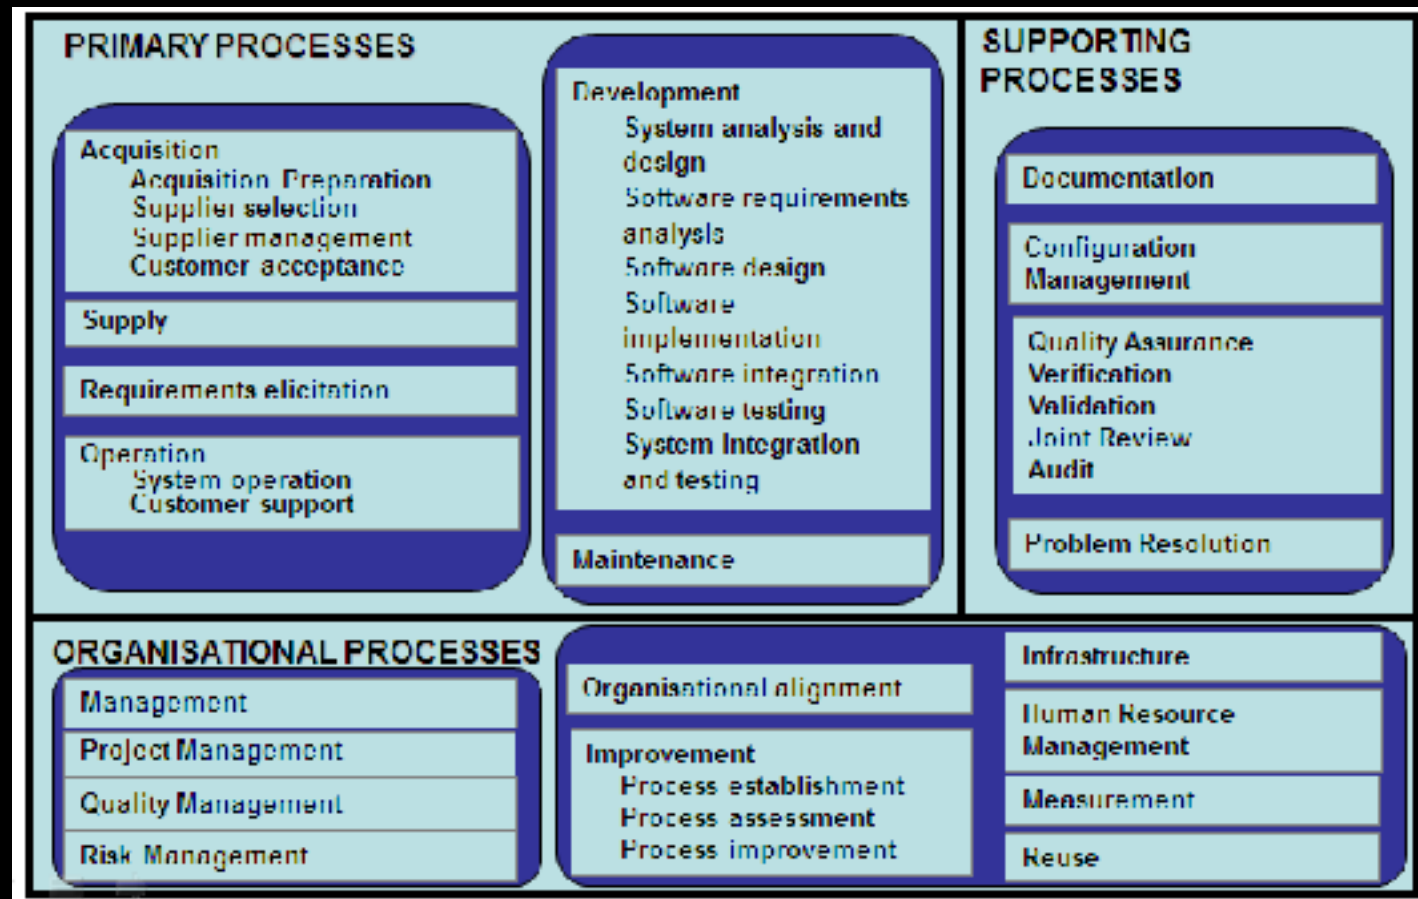 PRIMARY PROCESSES
Acquisition
Acquisition Preparation
Supplier selection
Supplier management
Customer acceptance
Supply
Requirements elicitation
Operation
System operation
Customer support
Development
System analysis and
design
Software requirements
analysis
Software design
Software
implementation
Software integration
Software testing
System Integration
and testing
Maintenance
SUPPORTING
PROCESSES
Documentation
Configuration
Management
Quality Assurance
Verification
Validation
Joint Review
Audit
Problem Resolution
ORGANISATIONAL PROCESSES
Management
Project Management
Quality Management
Risk Management
Organisational alignment
Improvement
Process establishment
Process assessment
Process improvement
Infrastructure
Human Resource
Management
Measurement
Reuse